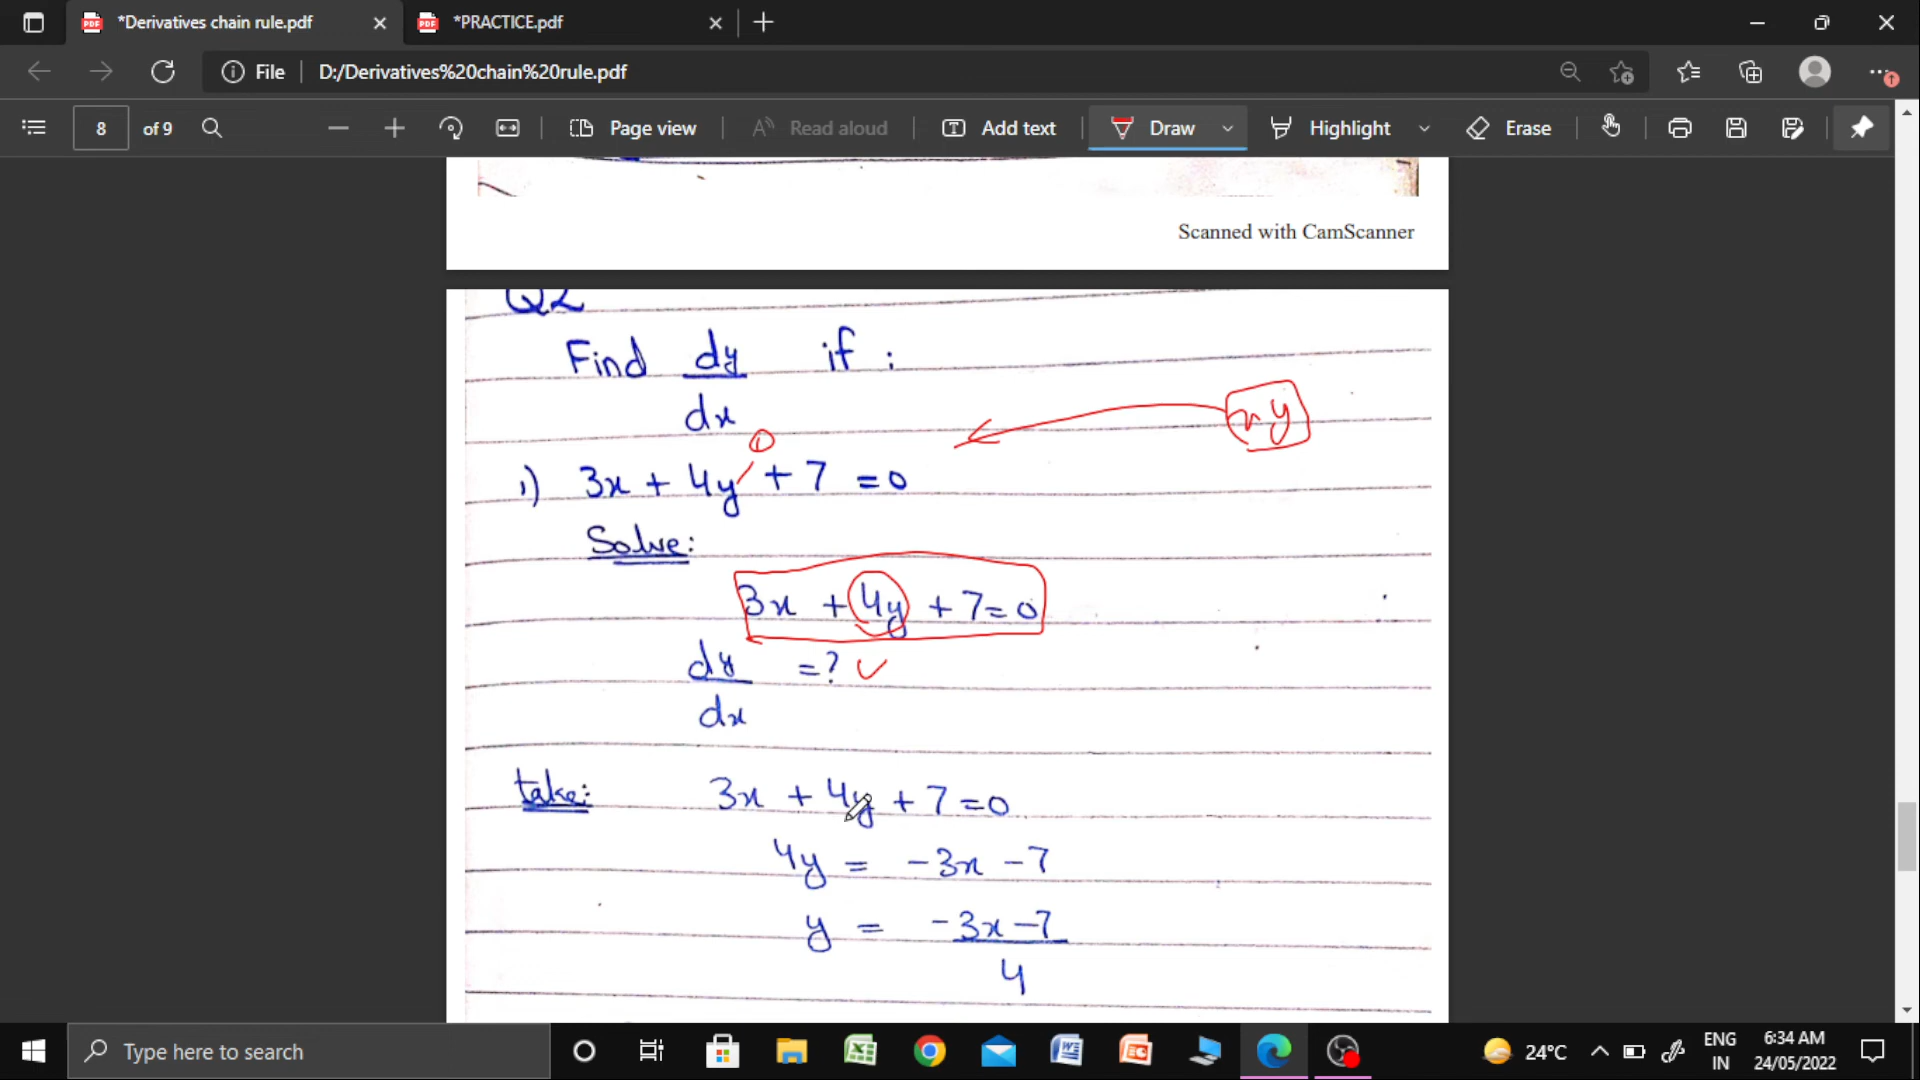 *Derivatives chain rule.pdf
*PRACTICE.pdf
File
D:/Derivatives%20chain%20rule.pdf
8 of 9
Page view
Read aloud
Add text
Draw
Highlight
Erase
Scanned with CamScanner
Q2
Find dy/dx if :
xy
①
1) 3x + 4y + 7 = 0
Solve:
3x + 4y + 7 = 0
dy/dx = ? ✓
take: 3x + 4y + 7 = 0
4y = -3x - 7
y = -3x - 7 / 4
Type here to search
24°C
ENG
IN
6:34 AM
24/05/2022